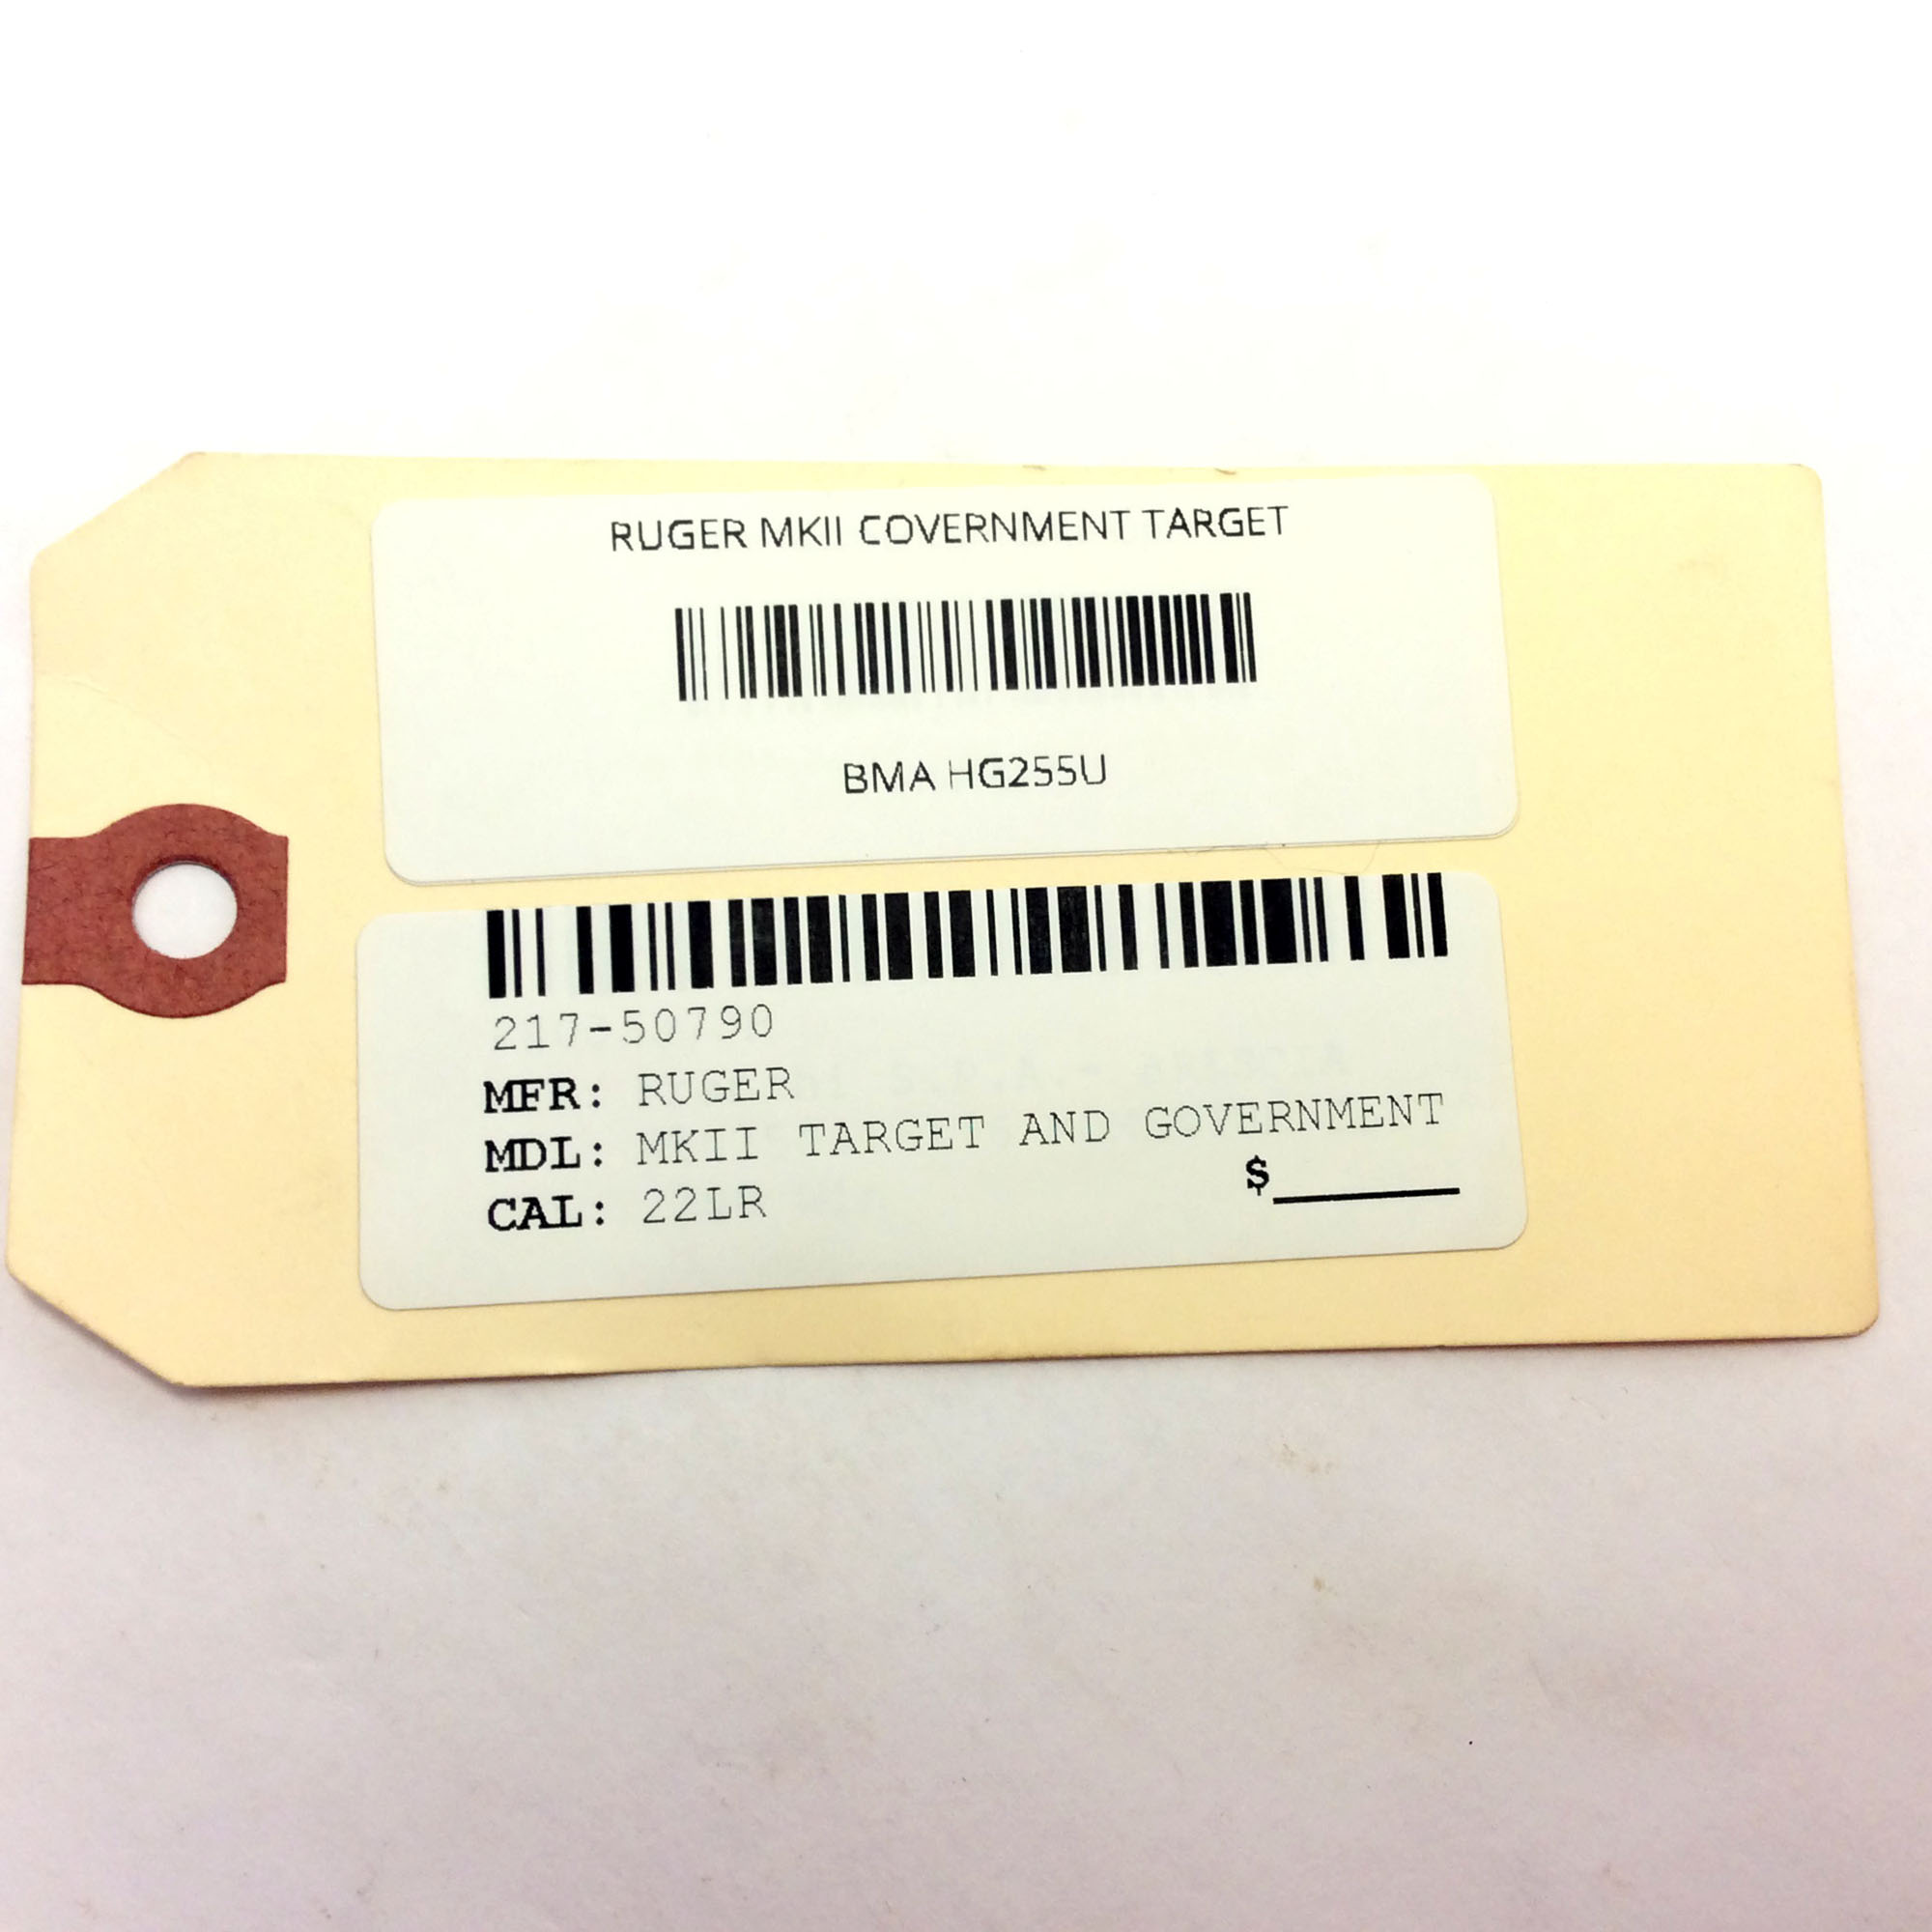 RUGER MKII COVERNMENT TARGET
BMA HG255U
217-50790
MFR: RUGER
MDL: MKII TARGET AND GOVERNMENT
CAL: 22LR
$